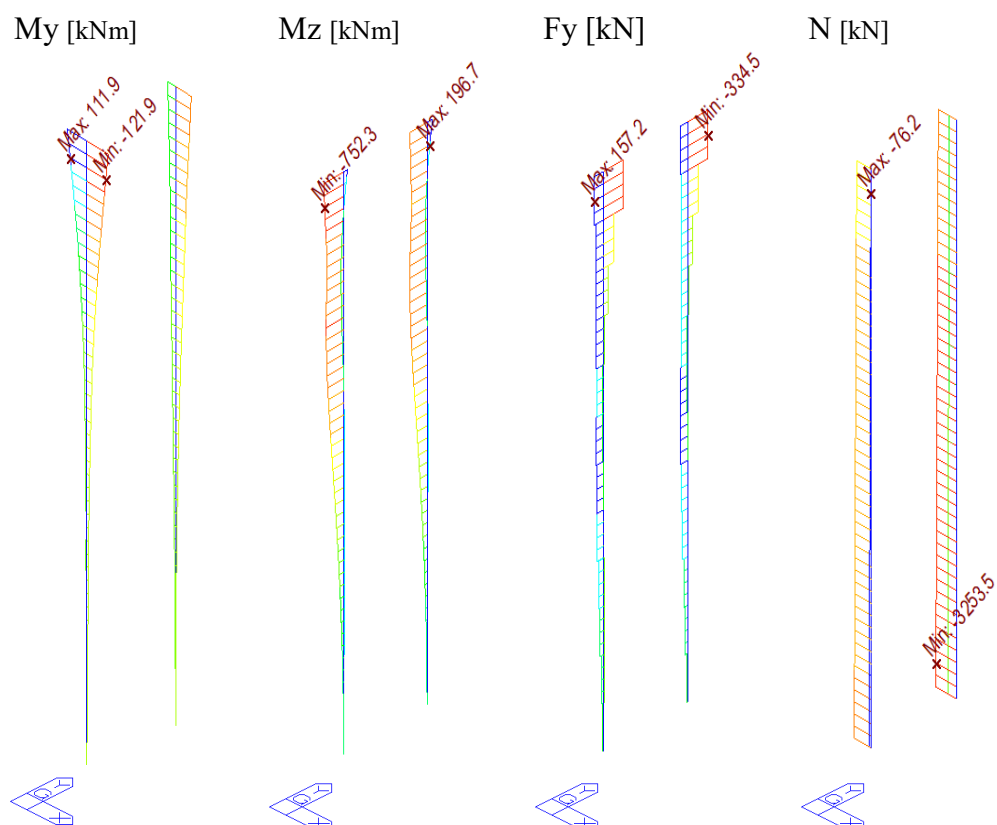 My [kNm]
Mz [kNm]
Fy [kN]
N [kN]
Max: 111.9
Min: -121.9
Min: -752.3
Max: 196.7
Max: 157.2
Min: -334.5
Max: -76.2
Min: -3253.5
Y
G
X
Y
G
X
Y
G
X
Y
G
X